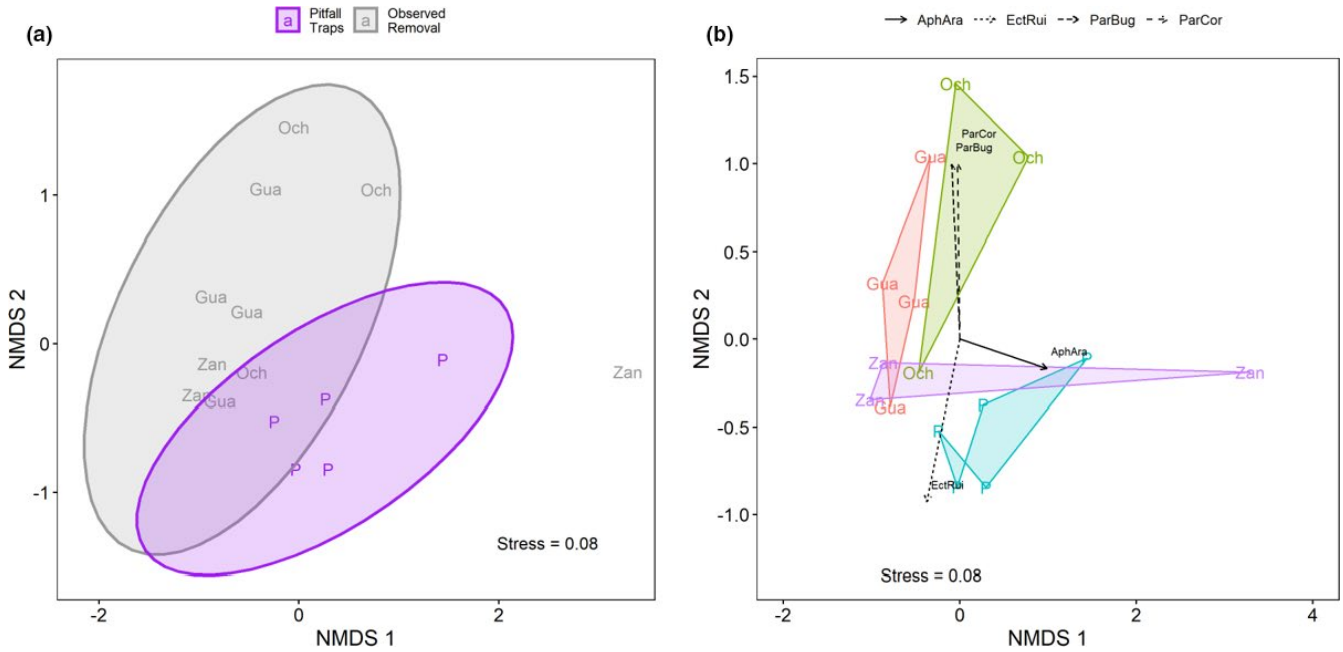 (a)
a Pitfall Traps
a Observed Removal
Och
Gua
Och
Gua
Gua
Zan
Och
Zan
Gua
Zan
P
P
P
P
P
Stress = 0.08
1
0
-1
-2
0
2
NMDS 2
NMDS 1
(b)
AphAra EctRui ParBug ParCor
Och
ParCor
ParBug
Gua
Och
Gua
Gua
AphAra
P
Zan
Och
Zan
Zan
Gua
P
P
EctRui
P
P
Stress = 0.08
1.5
1.0
0.5
0.0
-0.5
-1.0
-2
0
2
4
NMDS 2
NMDS 1